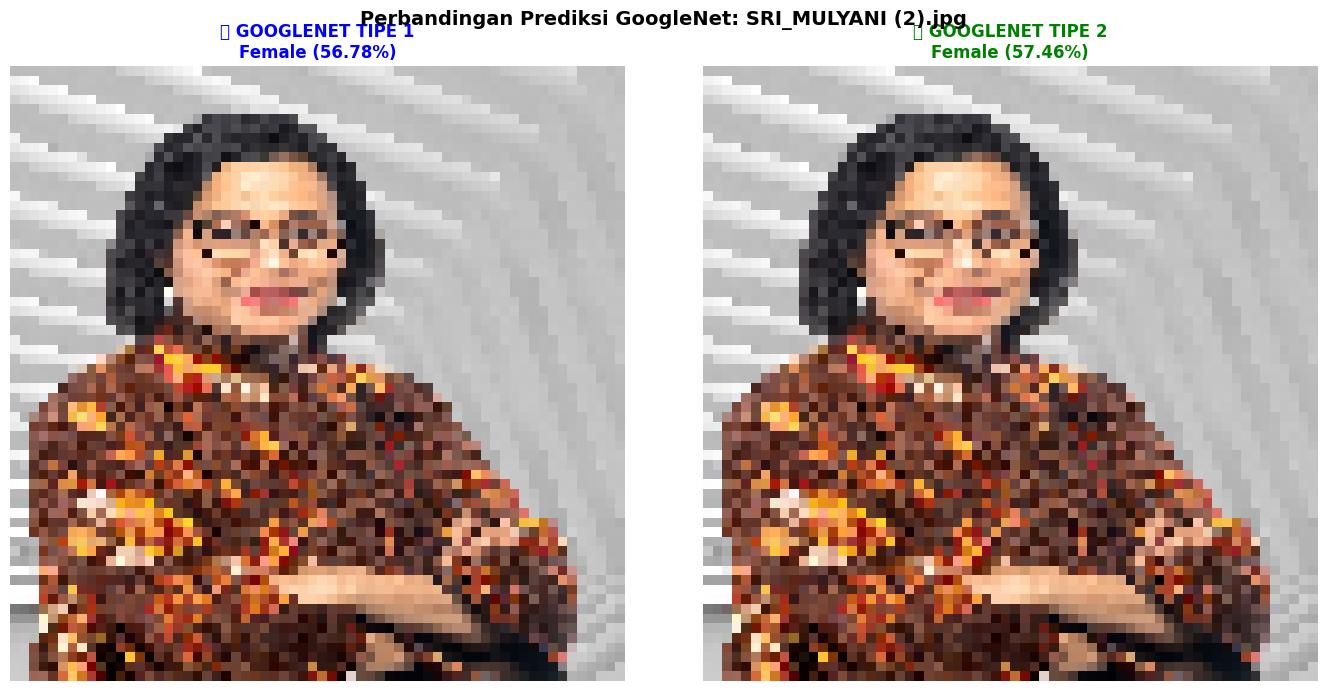 Perbandingan Prediksi GoogleNet: SRI_MULYANI (2).jpg
▯ GOOGLENET TIPE 1
Female (56.78%)
▯ GOOGLENET TIPE 2
Female (57.46%)